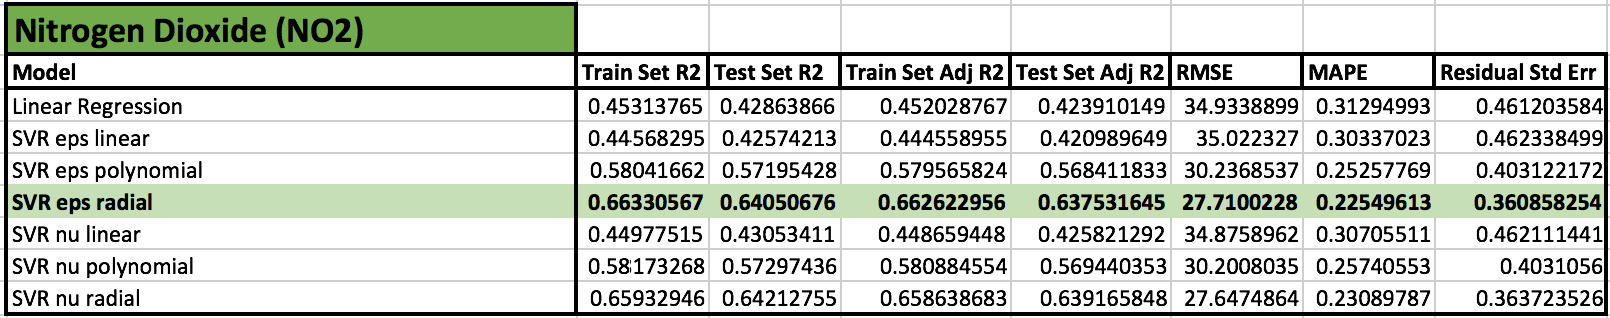 Nitrogen Dioxide (NO2)
Model Train Set R2 Test Set R2 Train Set Adj R2 Test Set Adj R2 RMSE MAPE Residual Std Err
Linear Regression 0.45313765 0.42863866 0.452028767 0.423910149 34.9338899 0.31294993 0.461203584
SVR eps linear 0.44568295 0.42574213 0.444558955 0.420989649 35.022327 0.30337023 0.462338499
SVR eps polynomial 0.58041662 0.57195428 0.579565824 0.568411833 30.2368537 0.25257769 0.403122172
SVR eps radial 0.66330567 0.64050676 0.662622956 0.637531645 27.7100228 0.22549613 0.360858254
SVR nu linear 0.44977515 0.43053411 0.448659448 0.425821292 34.8758962 0.30705511 0.462111441
SVR nu polynomial 0.58173268 0.57297436 0.580884554 0.569440353 30.2008035 0.25740553 0.4031056
SVR nu radial 0.65932946 0.64212755 0.658638683 0.639165848 27.6474864 0.23089787 0.363723526